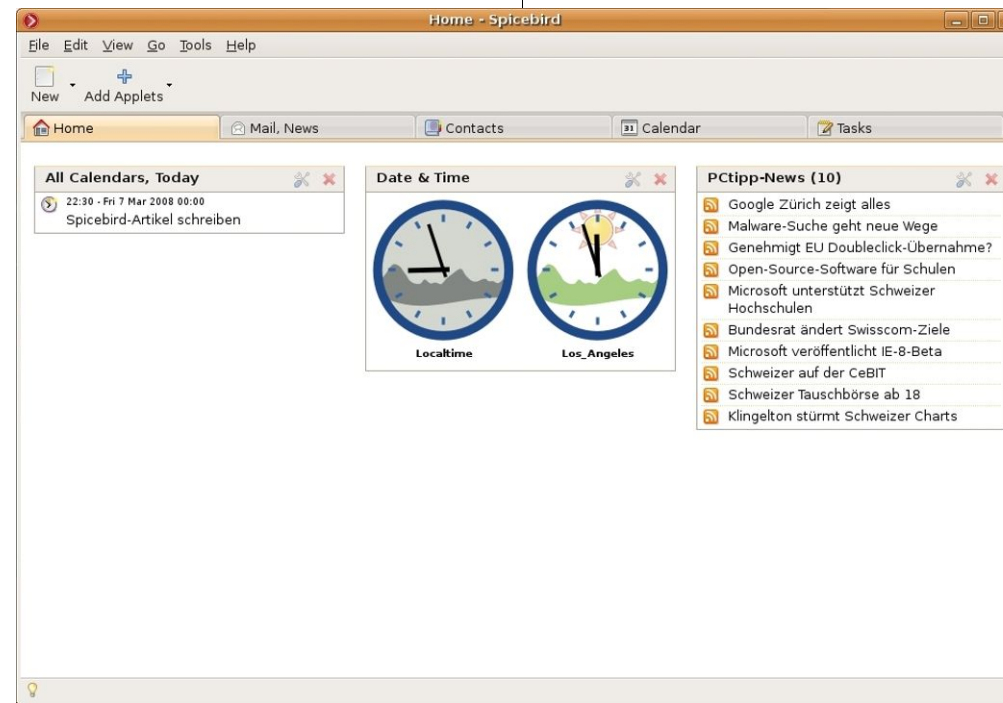 Home - Spicebird
File Edit View Go Tools Help
New Add Applets
Home Mail, News Contacts 31 Calendar Tasks
All Calendars, Today
22:30 - Fri 7 Mar 2008 00:00
Spicebird-Artikel schreiben
Date & Time
Localtime Los_Angeles
PCtipp-News (10)
Google Zürich zeigt alles
Malware-Suche geht neue Wege
Genehmigt EU Doubleclick-Übernahme?
Open-Source-Software für Schulen
Microsoft unterstützt Schweizer
Hochschulen
Bundesrat ändert Swisscom-Ziele
Microsoft veröffentlicht IE-8-Beta
Schweizer auf der CeBIT
Schweizer Tauschbörse ab 18
Klingelton stürmt Schweizer Charts